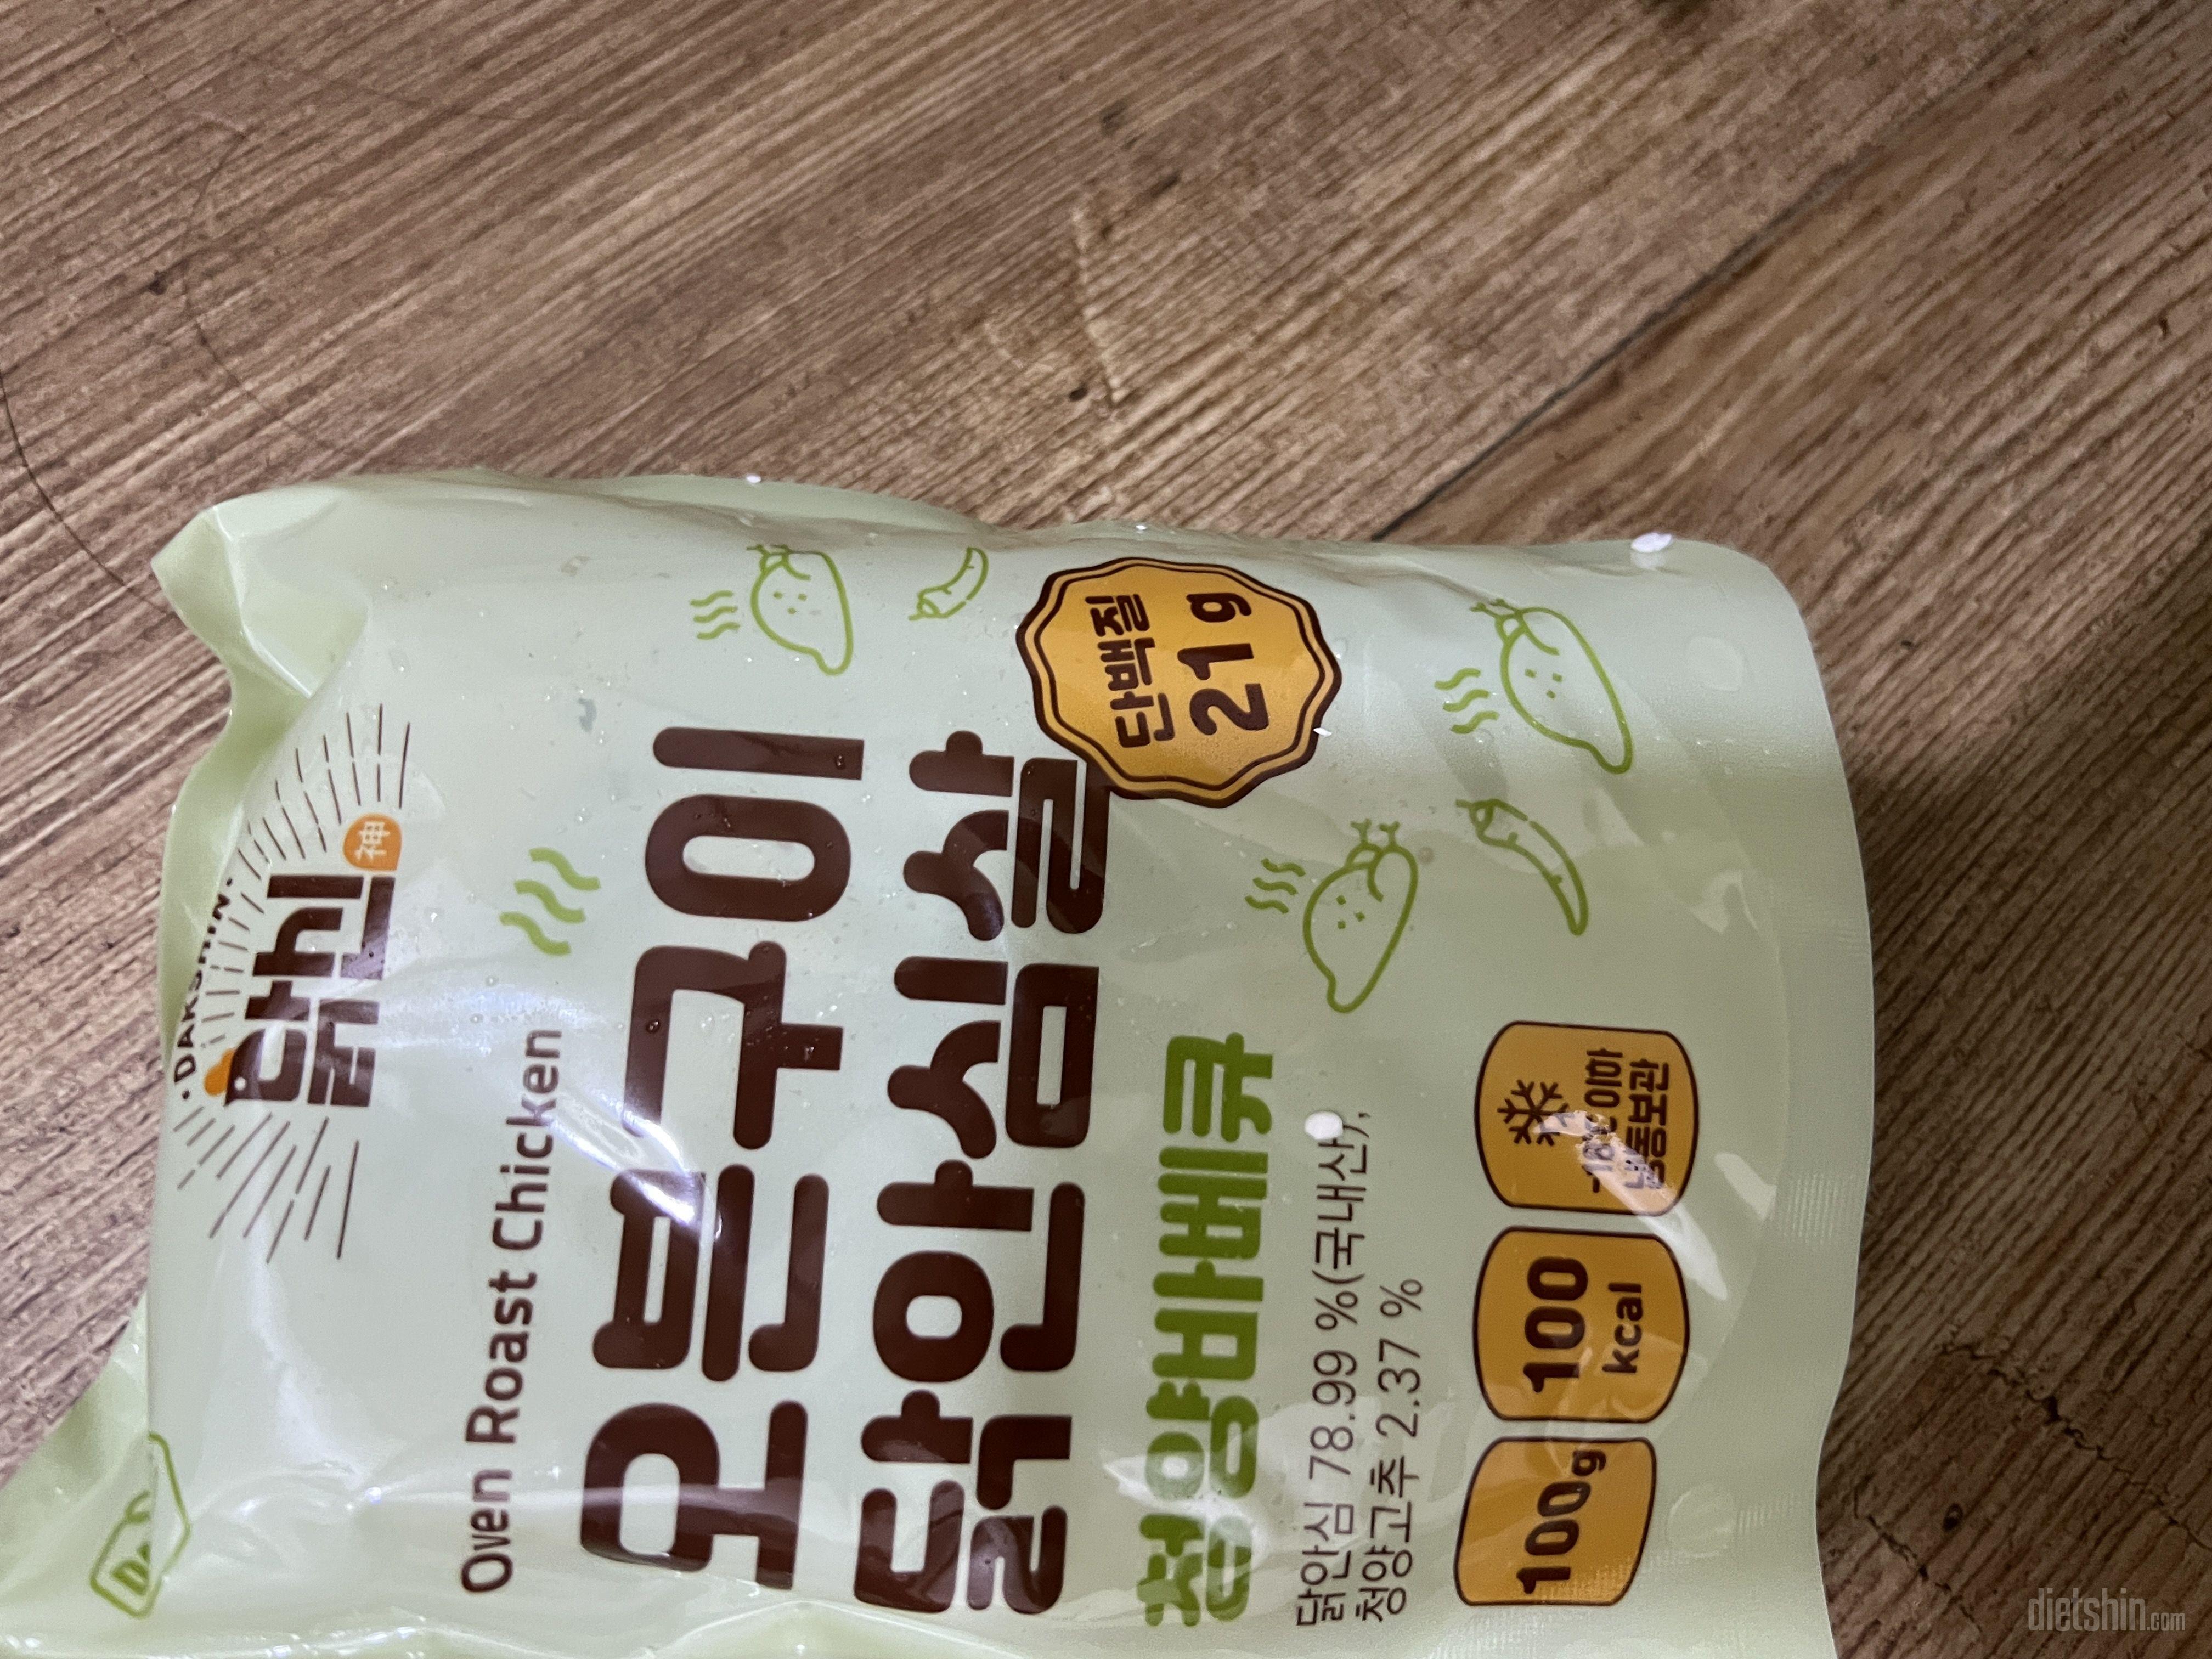 ·DAKSHIN·
닭신
神
Oven Roast Chicken
오븐구이
닭안심살
단백질
21g
청양바베큐
닭안심 78.99 %(국내산),
청양고추 2.37 %
100g
100
kcal
-18℃ 이하
냉동보관
dietshin.com